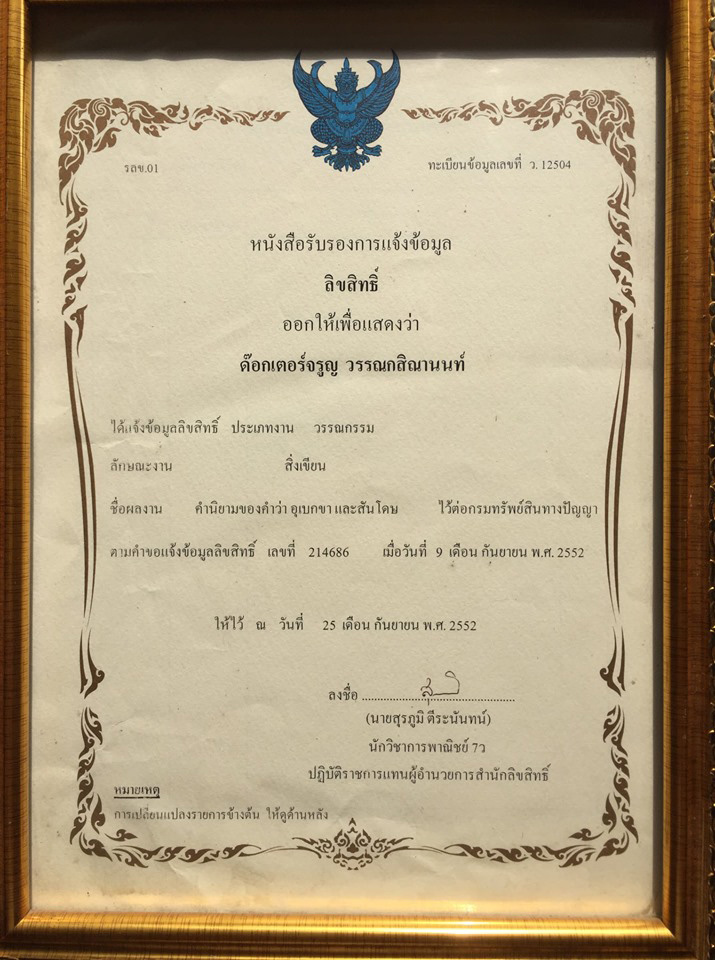 รลข.01
ทะเบียนข้อมูลเลขที่ ว. 12504
หนังสือรับรองการแจ้งข้อมูล
ลิขสิทธิ์
ออกให้เพื่อแสดงว่า
ด๊อกเตอร์จรูญ วรรณกสิณานนท์
ได้แจ้งข้อมูลลิขสิทธิ์ ประเภทงาน วรรณกรรม
ลักษณะงาน สิ่งเขียน
ชื่อผลงาน คำนิยามของคำว่า อุเบกขา และสันโดษ ไว้ต่อกรมทรัพย์สินทางปัญญา
ตามคำขอแจ้งข้อมูลลิขสิทธิ์ เลขที่ 214686 เมื่อวันที่ 9 เดือน กันยายน พ.ศ. 2552
ให้ไว้ ณ วันที่ 25 เดือน กันยายน พ.ศ. 2552
ลงชื่อ
(นายสุรภูมิ ตีระนันทน์)
นักวิชาการพาณิชย์ 7ว
ปฏิบัติราชการแทนผู้อำนวยการสำนักลิขสิทธิ์
หมายเหตุ
การเปลี่ยนแปลงรายการข้างต้น ให้ดูด้านหลัง